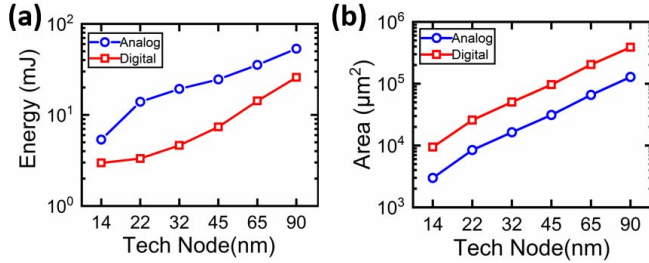 (a)
Energy (mJ)
10²
10¹
10⁰
Analog
Digital
14 22 32 45 65 90
Tech Node(nm)
(b)
Area (μm²)
10⁶
10⁵
10⁴
10³
Analog
Digital
14 22 32 45 65 90
Tech Node(nm)